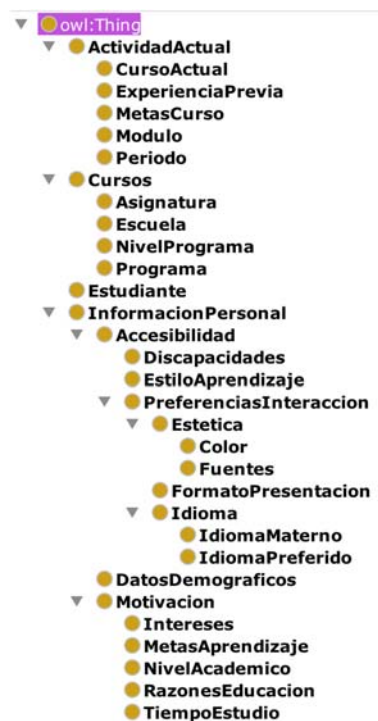 owl:Thing
ActividadActual
CursoActual
ExperienciaPrevia
MetasCurso
Modulo
Periodo
Cursos
Asignatura
Escuela
NivelPrograma
Programa
Estudiante
InformacionPersonal
Accesibilidad
Discapacidades
EstiloAprendizaje
PreferenciasInteraccion
Estetica
Color
Fuentes
FormatoPresentacion
Idioma
IdiomaMaterno
IdiomaPreferido
DatosDemograficos
Motivacion
Intereses
MetasAprendizaje
NivelAcademico
RazonesEducacion
TiempoEstudio